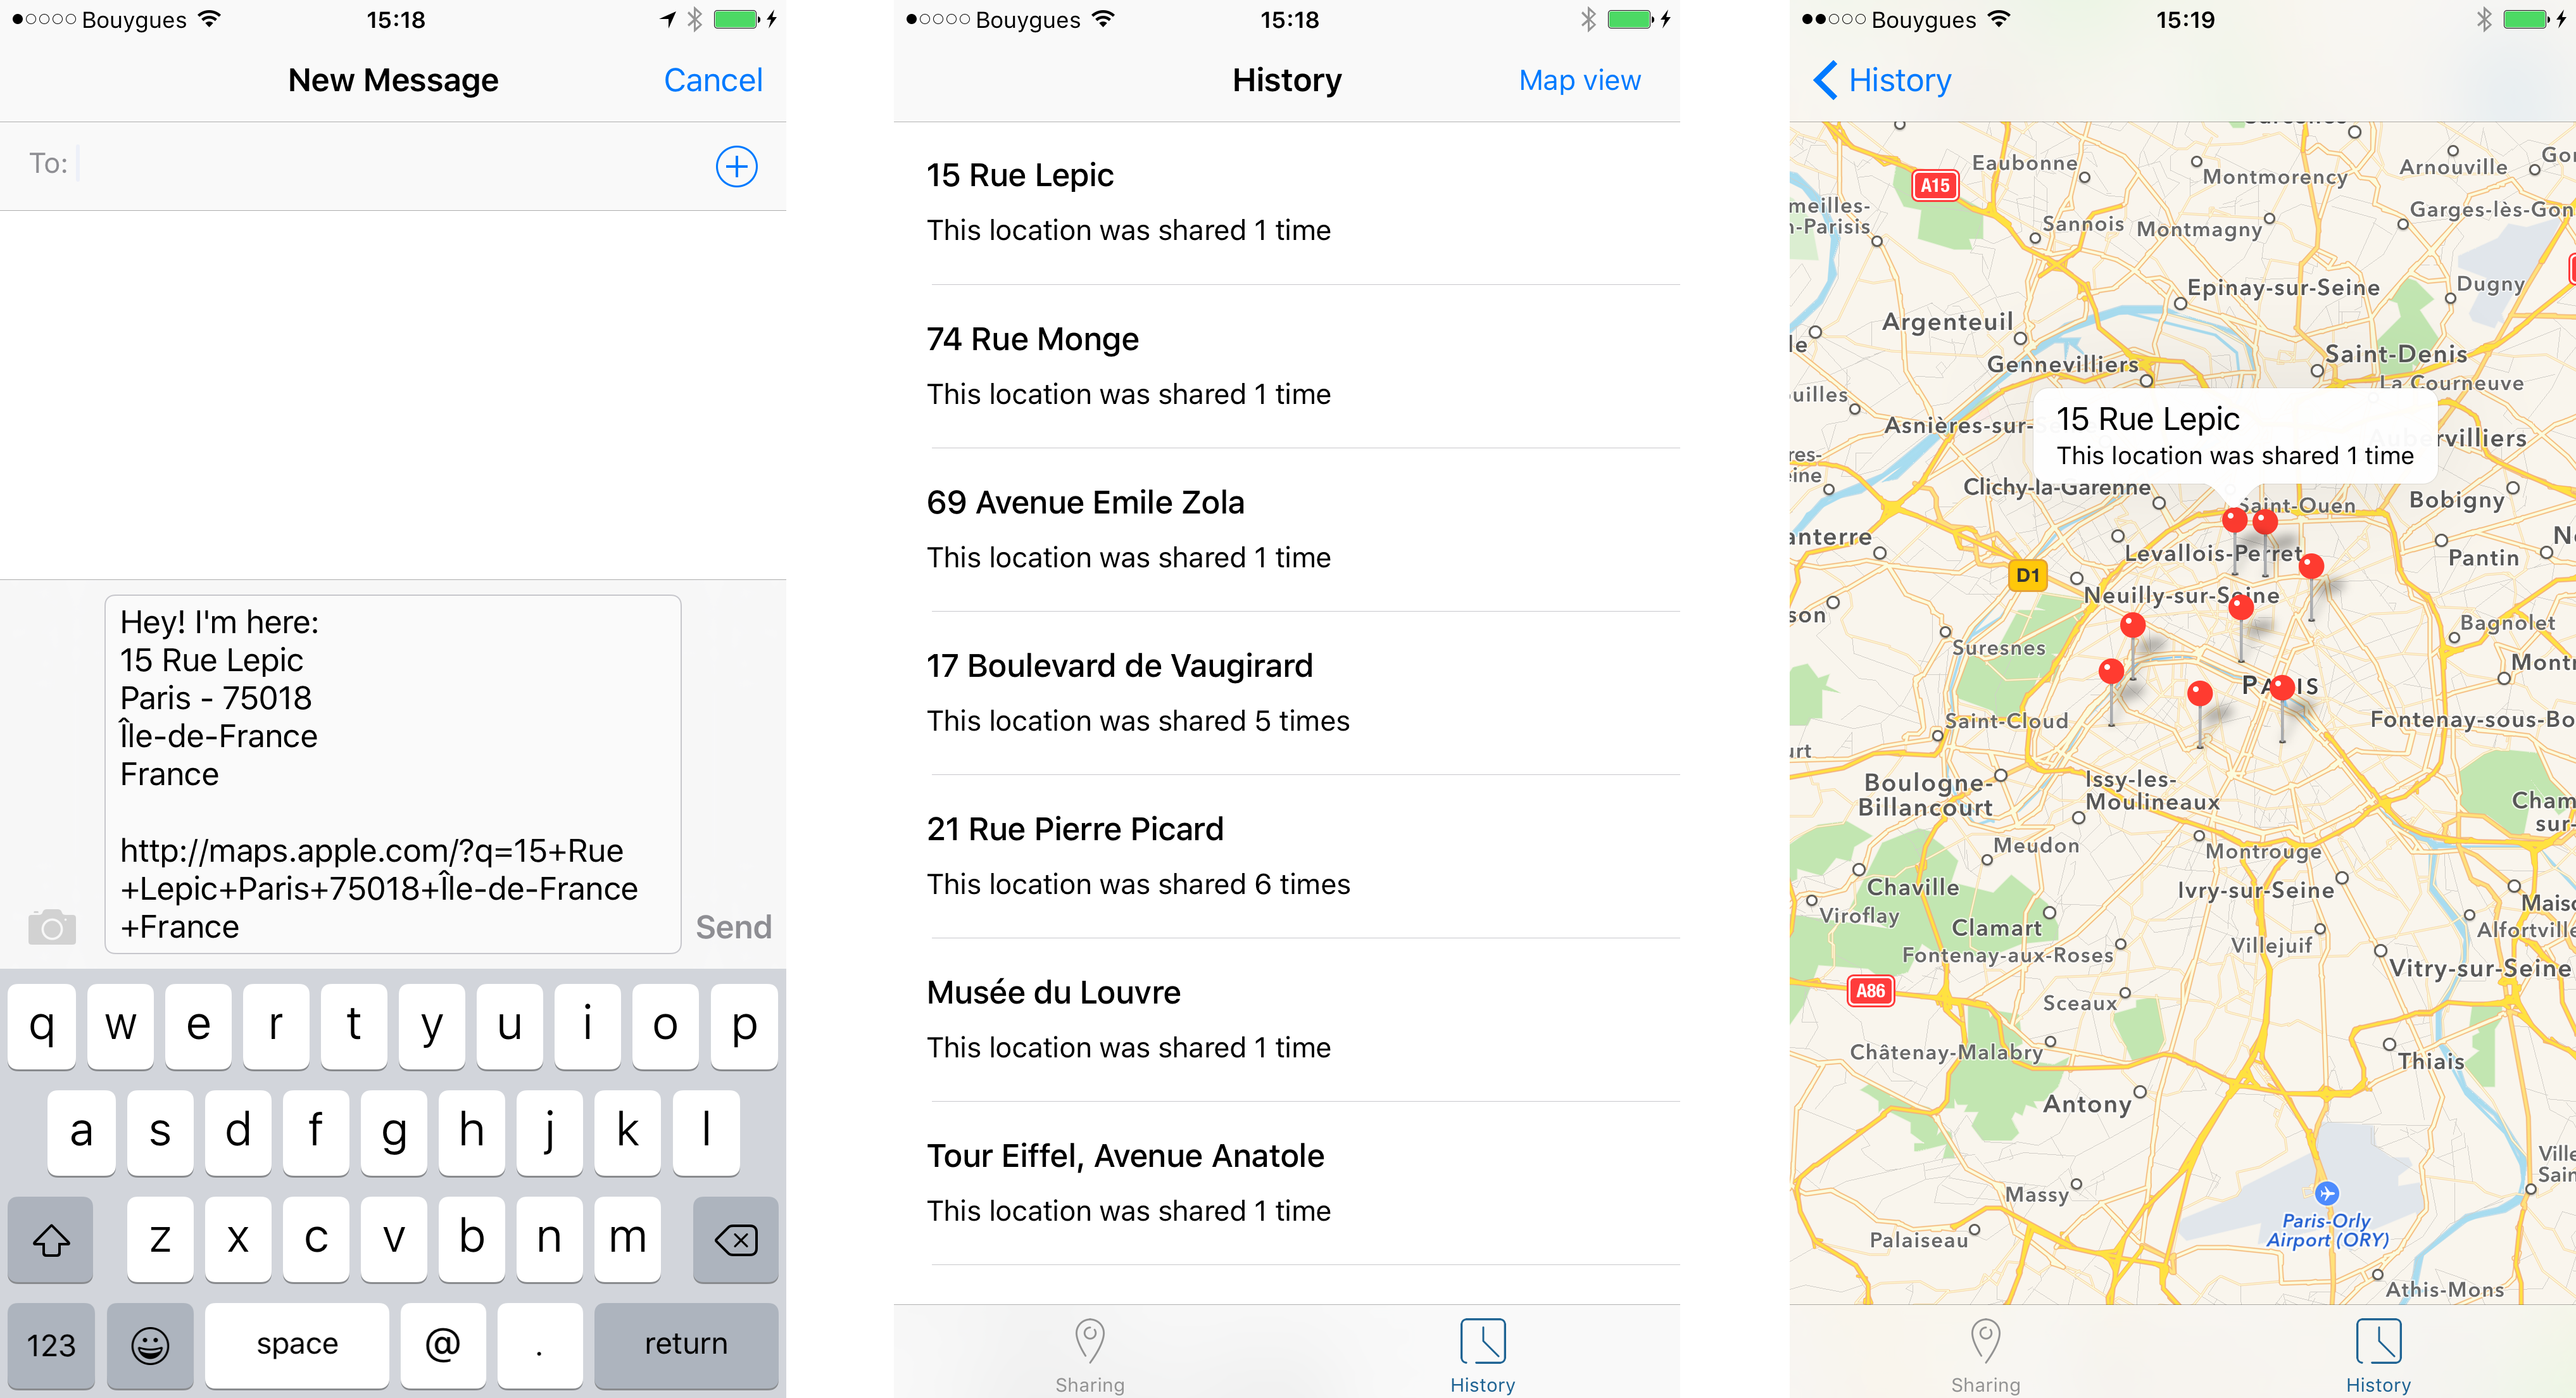 Bouygues 15:18
New Message Cancel
To:
Hey! I'm here:
15 Rue Lepic
Paris - 75018
Île-de-France
France
http://maps.apple.com/?q=15+Rue
+Lepic+Paris+75018+Île-de-France
+France
Send
q w e r t y u i o p
a s d f g h j k l
z x c v b n m
123 space @ . return
Bouygues 15:18
History Map view
15 Rue Lepic
This location was shared 1 time
74 Rue Monge
This location was shared 1 time
69 Avenue Emile Zola
This location was shared 1 time
17 Boulevard de Vaugirard
This location was shared 5 times
21 Rue Pierre Picard
This location was shared 6 times
Musée du Louvre
This location was shared 1 time
Tour Eiffel, Avenue Anatole
This location was shared 1 time
Sharing History
Bouygues 15:19
History
Eaubonne
Arnouville
A15
Montmorency
meilles-
-Parisis
Garges-lès-Gon
Sannois
Montmagny
Epinay-sur-Seine
Dugny
Argenteuil
Saint-Denis
Gennevilliers
La Courneuve
15 Rue Lepic
This location was shared 1 time
Asnières-sur-
ervilliers
Clichy-la-Garenne
Saint-Ouen
Bobigny
anterre
Levallois-Perret
Pantin
D1
Neuilly-sur-Seine
Bagnolet
Suresnes
PARIS
Saint-Cloud
Fontenay-sous-Bo
Boulogne-
Billancourt
Issy-les-
Moulineaux
Cham
sur-
Meudon
Montrouge
Chaville
Ivry-sur-Seine
Viroflay
Clamart
Villejuif
Alfortville
Fontenay-aux-Roses
Vitry-sur-Seine
A86
Sceaux
Châtenay-Malabry
Thiais
Antony
Massy
Paris-Orly
Airport (ORY)
Palaiseau
Athis-Mons
Sharing History